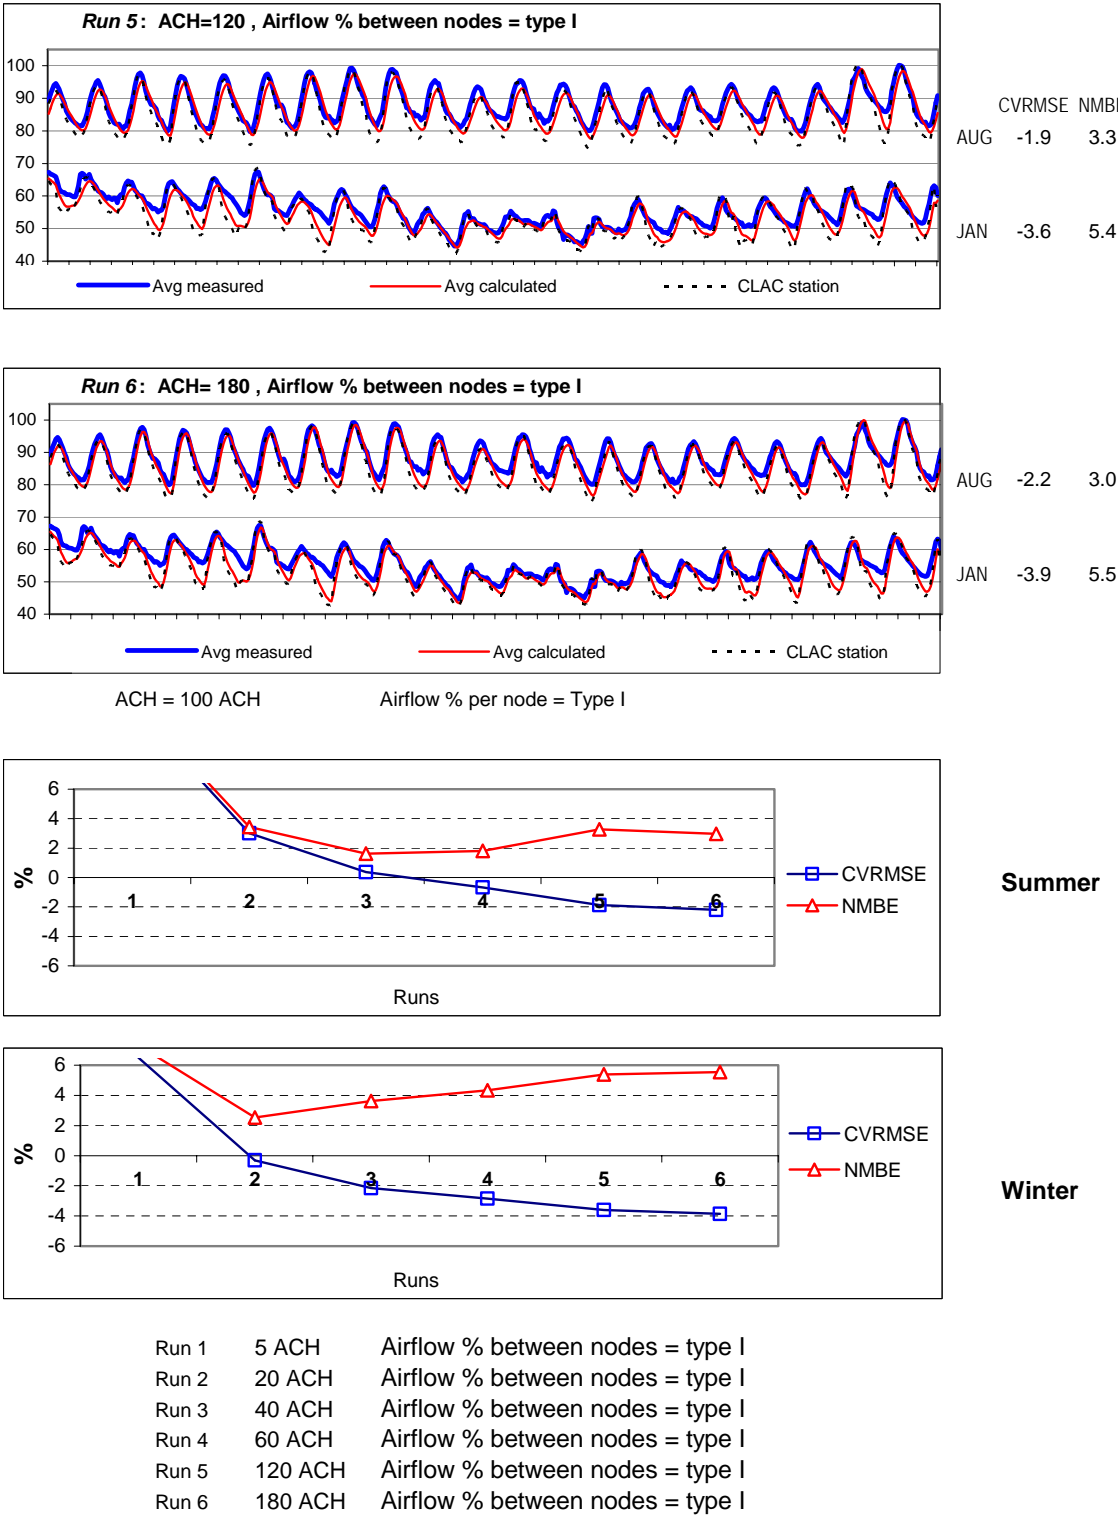 Run 5: ACH=120 , Airflow % between nodes = type I
100
90
80
70
60
50
40
Avg measured Avg calculated CLAC station
CVRMSE NMB
AUG -1.9 3.3
JAN -3.6 5.4
Run 6: ACH= 180 , Airflow % between nodes = type I
100
90
80
70
60
50
40
Avg measured Avg calculated CLAC station
AUG -2.2 3.0
JAN -3.9 5.5
ACH = 100 ACH Airflow % per node = Type I
6
4
2
0
-2
-4
-6
%
1 2 3 4 5 6
Runs
CVRMSE
NMBE
Summer
6
4
2
0
-2
-4
-6
%
1 2 3 4 5 6
Runs
CVRMSE
NMBE
Winter
Run 1 5 ACH Airflow % between nodes = type I
Run 2 20 ACH Airflow % between nodes = type I
Run 3 40 ACH Airflow % between nodes = type I
Run 4 60 ACH Airflow % between nodes = type I
Run 5 120 ACH Airflow % between nodes = type I
Run 6 180 ACH Airflow % between nodes = type I